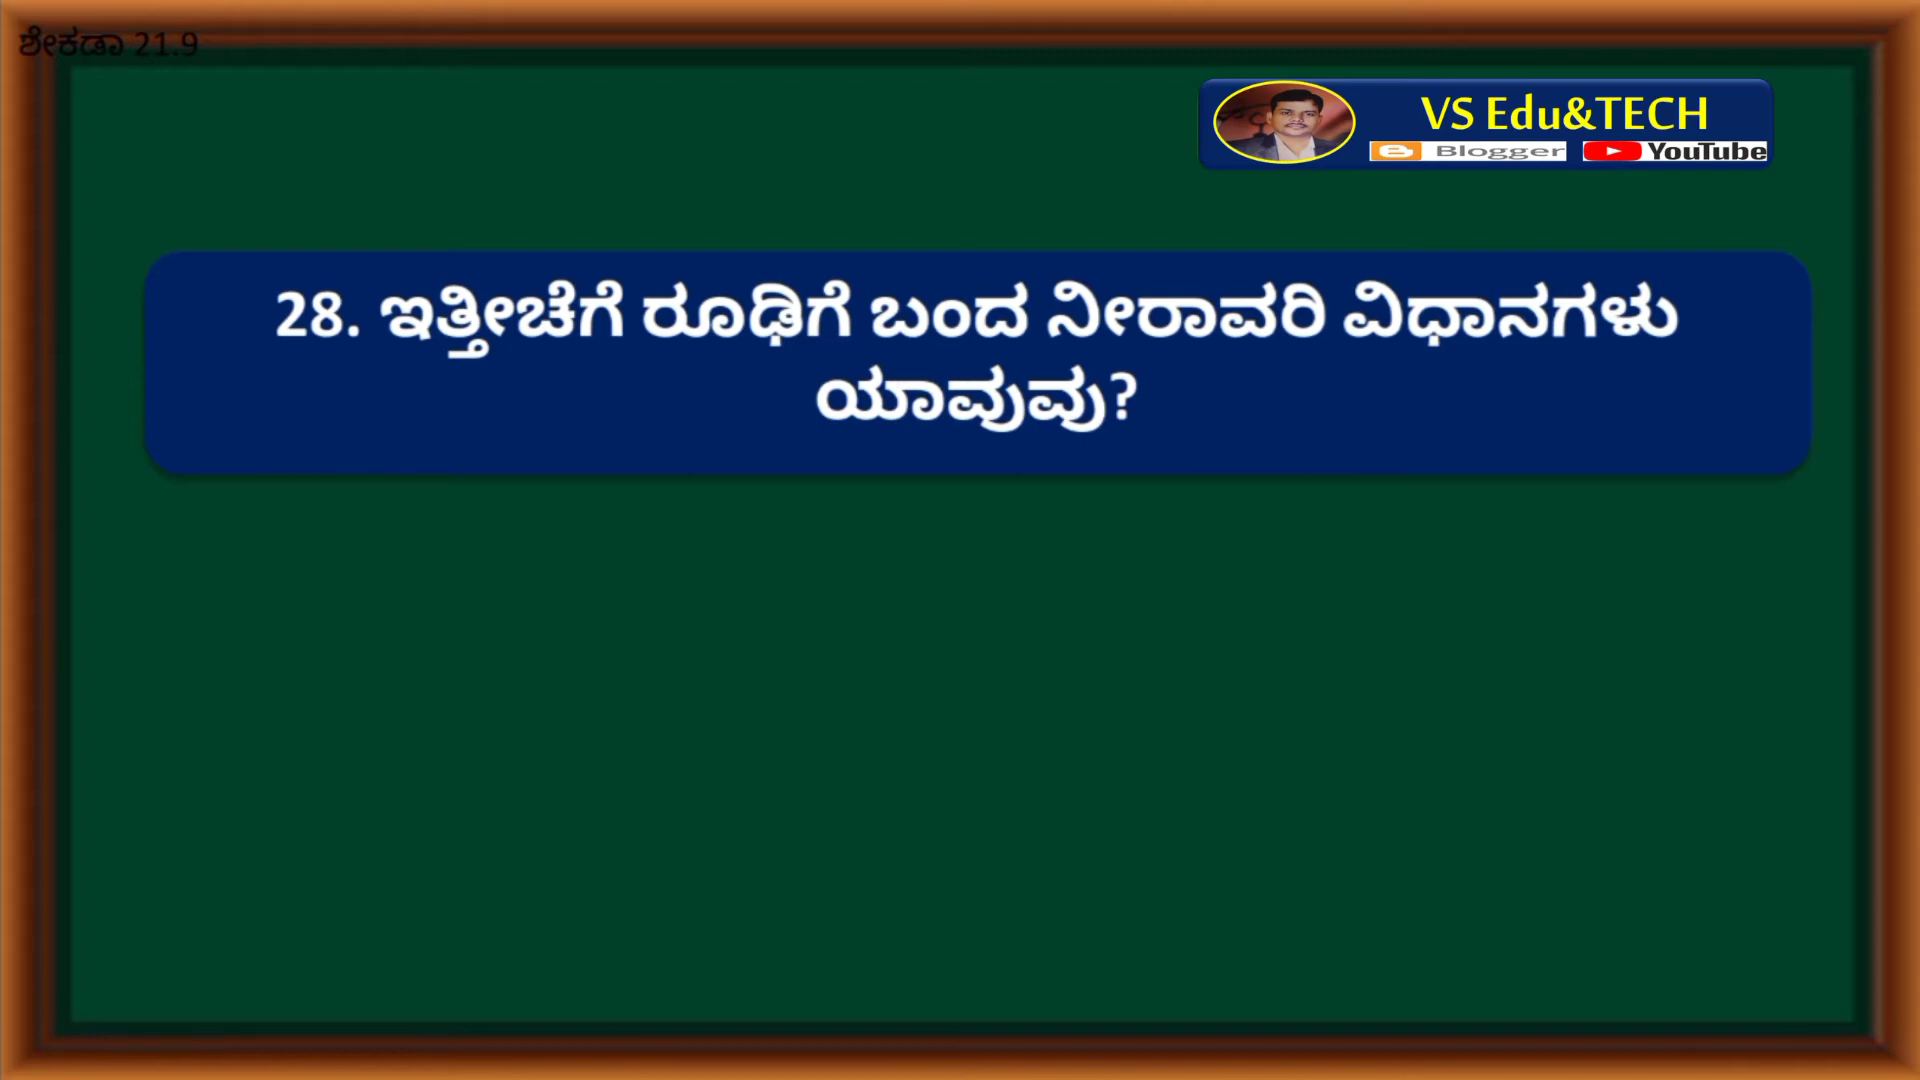 ಶೇಕಡಾ 21.9
VS Edu&TECH
Blogger YouTube
28. ಇತ್ತೀಚೆಗೆ ರೂಢಿಗೆ ಬಂದ ನೀರಾವರಿ ವಿಧಾನಗಳು
ಯಾವುವು?